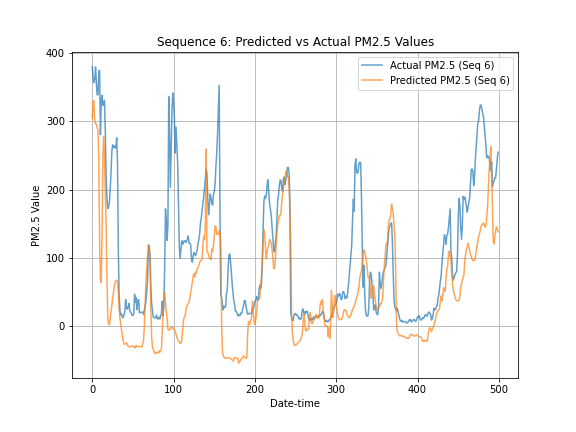 Sequence 6: Predicted vs Actual PM2.5 Values
Actual PM2.5 (Seq 6)
Predicted PM2.5 (Seq 6)
PM2.5 Value
400
300
200
100
0
0
100
200
300
400
500
Date-time